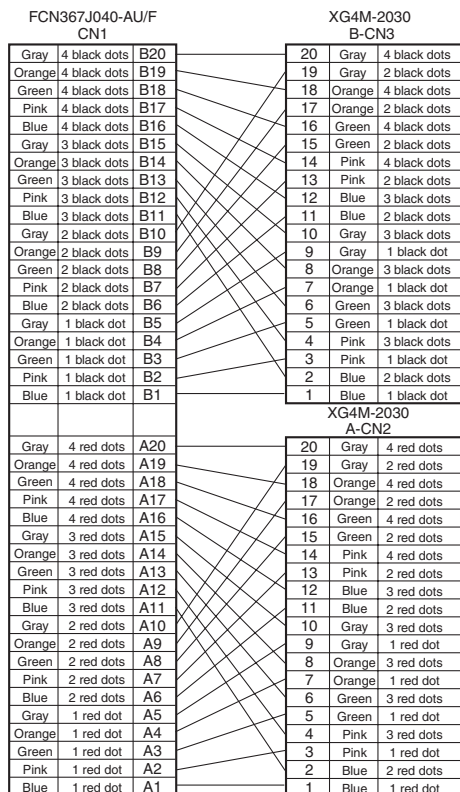 FCN367J040-AU/F
CN1
Gray 4 black dots B20
Orange 4 black dots B19
Green 4 black dots B18
Pink 4 black dots B17
Blue 4 black dots B16
Gray 3 black dots B15
Orange 3 black dots B14
Green 3 black dots B13
Pink 3 black dots B12
Blue 3 black dots B11
Gray 2 black dots B10
Orange 2 black dots B9
Green 2 black dots B8
Pink 2 black dots B7
Blue 2 black dots B6
Gray 1 black dot B5
Orange 1 black dot B4
Green 1 black dot B3
Pink 1 black dot B2
Blue 1 black dot B1
Gray 4 red dots A20
Orange 4 red dots A19
Green 4 red dots A18
Pink 4 red dots A17
Blue 4 red dots A16
Gray 3 red dots A15
Orange 3 red dots A14
Green 3 red dots A13
Pink 3 red dots A12
Blue 3 red dots A11
Gray 2 red dots A10
Orange 2 red dots A9
Green 2 red dots A8
Pink 2 red dots A7
Blue 2 red dots A6
Gray 1 red dot A5
Orange 1 red dot A4
Green 1 red dot A3
Pink 1 red dot A2
Blue 1 red dot A1
XG4M-2030
B-CN3
20 Gray 4 black dots
19 Gray 2 black dots
18 Orange 4 black dots
17 Orange 2 black dots
16 Green 4 black dots
15 Green 2 black dots
14 Pink 4 black dots
13 Pink 2 black dots
12 Blue 3 black dots
11 Blue 2 black dots
10 Gray 3 black dots
9 Gray 1 black dot
8 Orange 3 black dots
7 Orange 1 black dot
6 Green 3 black dots
5 Green 1 black dot
4 Pink 3 black dots
3 Pink 1 black dot
2 Blue 2 black dots
1 Blue 1 black dot
XG4M-2030
A-CN2
20 Gray 4 red dots
19 Gray 2 red dots
18 Orange 4 red dots
17 Orange 2 red dots
16 Green 4 red dots
15 Green 2 red dots
14 Pink 4 red dots
13 Pink 2 red dots
12 Blue 3 red dots
11 Blue 2 red dots
10 Gray 3 red dots
9 Gray 1 red dot
8 Orange 3 red dots
7 Orange 1 red dot
6 Green 3 red dots
5 Green 1 red dot
4 Pink 3 red dots
3 Pink 1 red dot
2 Blue 2 red dots
1 Blue 1 red dot